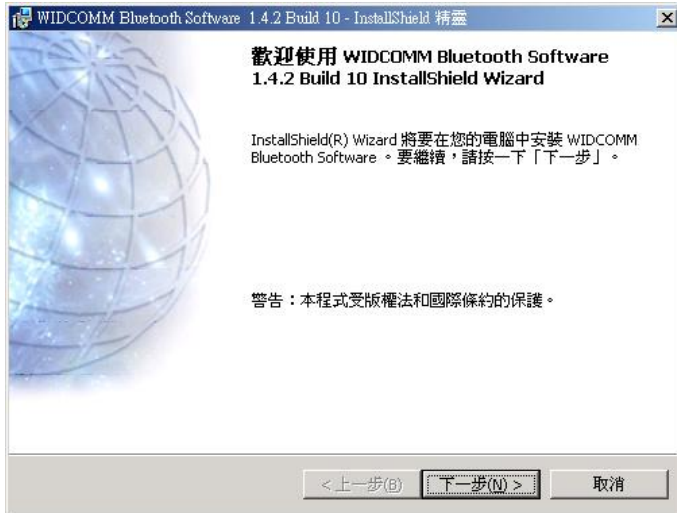 WIDCOMM Bluetooth Software 1.4.2 Build 10 - InstallShield 精靈
歡迎使用 WIDCOMM Bluetooth Software
1.4.2 Build 10 InstallShield Wizard
InstallShield(R) Wizard 將要在您的電腦中安裝 WIDCOMM
Bluetooth Software 。要繼續，請按一下「下一步」。
警告：本程式受版權法和國際條約的保護。
<上一步(B) 下一步(N) > 取消